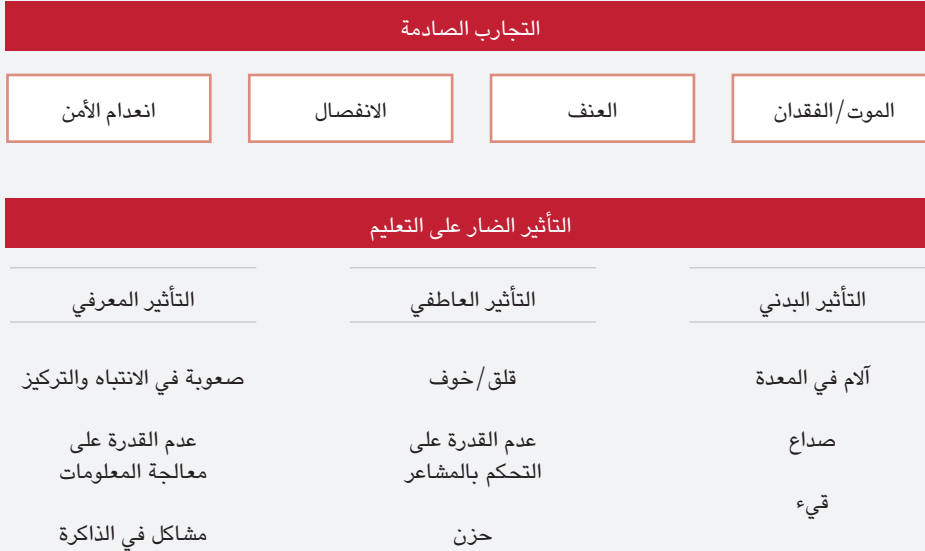 التجارب الصادمة
الموت/الفقدان
العنف
الانفصال
انعدام الأمن
التأثير الضار على التعليم
التأثير البدني
التأثير العاطفي
التأثير المعرفي
آلام في المعدة
قلق/خوف
صعوبة في الانتباه والتركيز
صداع
عدم القدرة على
التحكم بالمشاعر
عدم القدرة على
معالجة المعلومات
قيء
حزن
مشاكل في الذاكرة